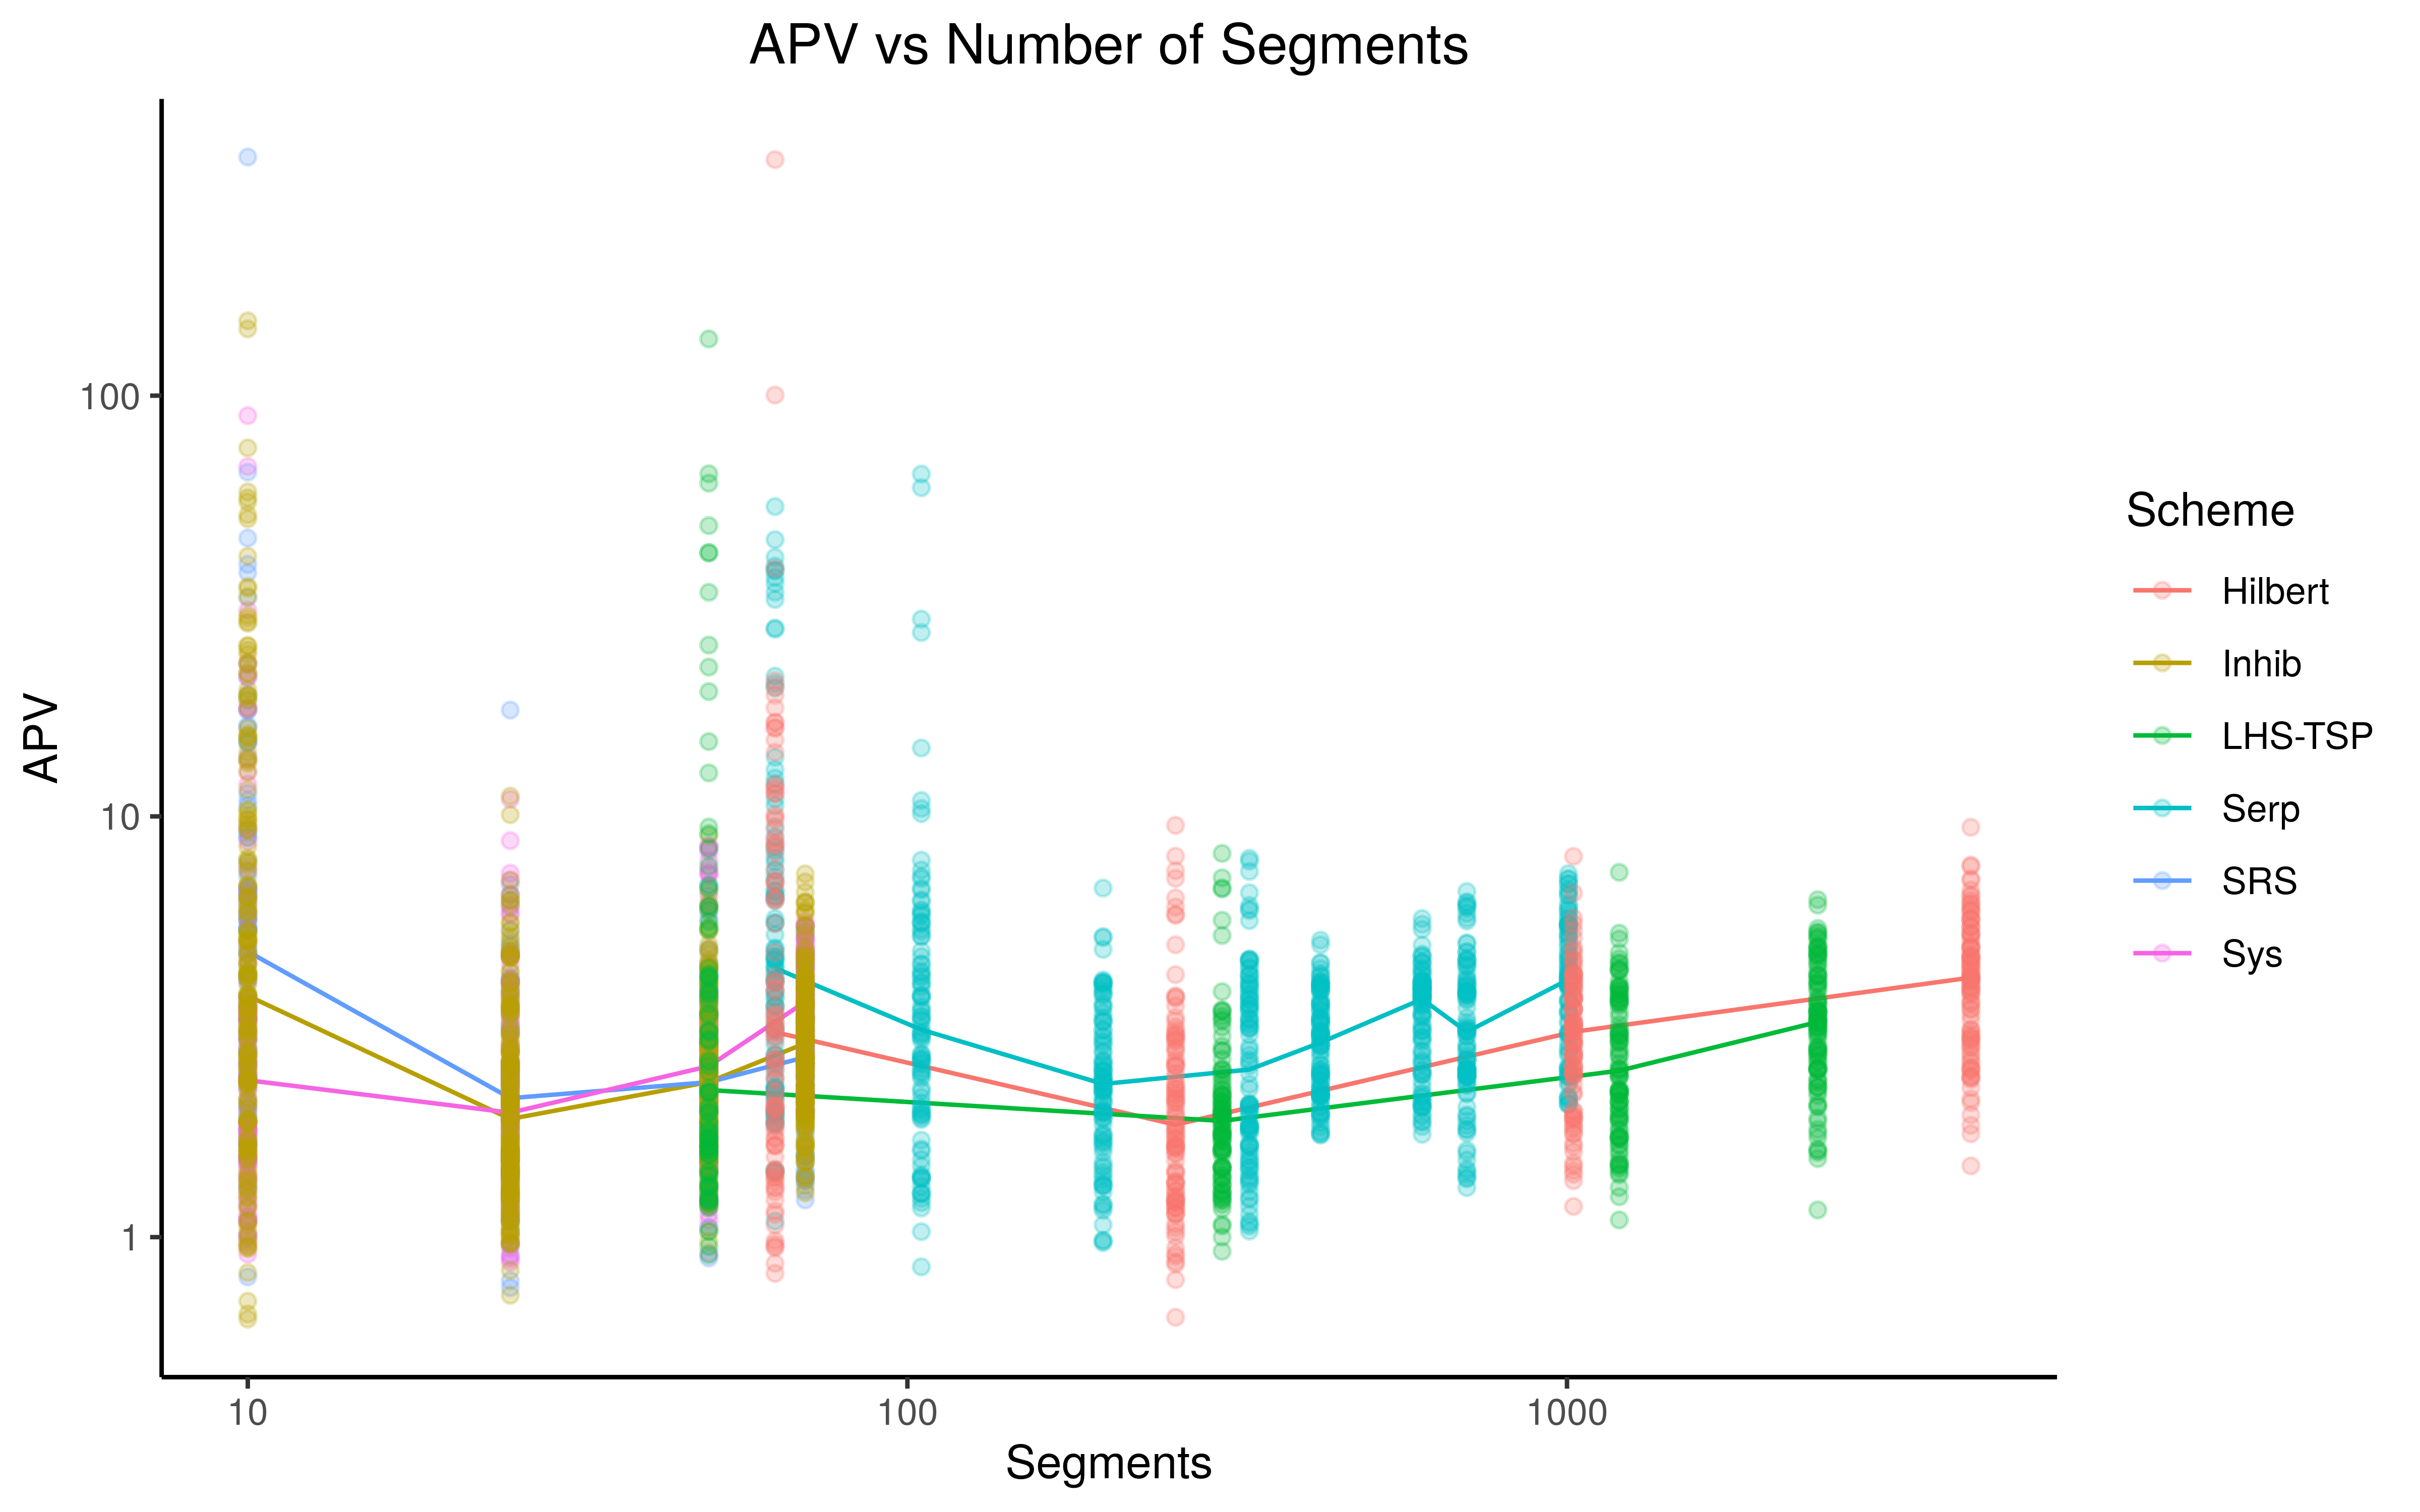 APV vs Number of Segments
APV
100
10
1
10
100
1000
Segments
Scheme
Hilbert
Inhib
LHS-TSP
Serp
SRS
Sys